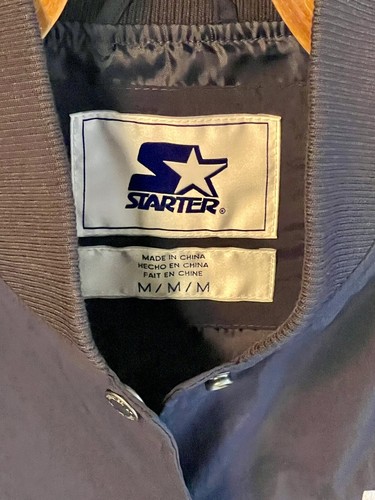 STARTER®
MADE IN CHINA
HECHO EN CHINA
FAIT EN CHINE
M/M/M